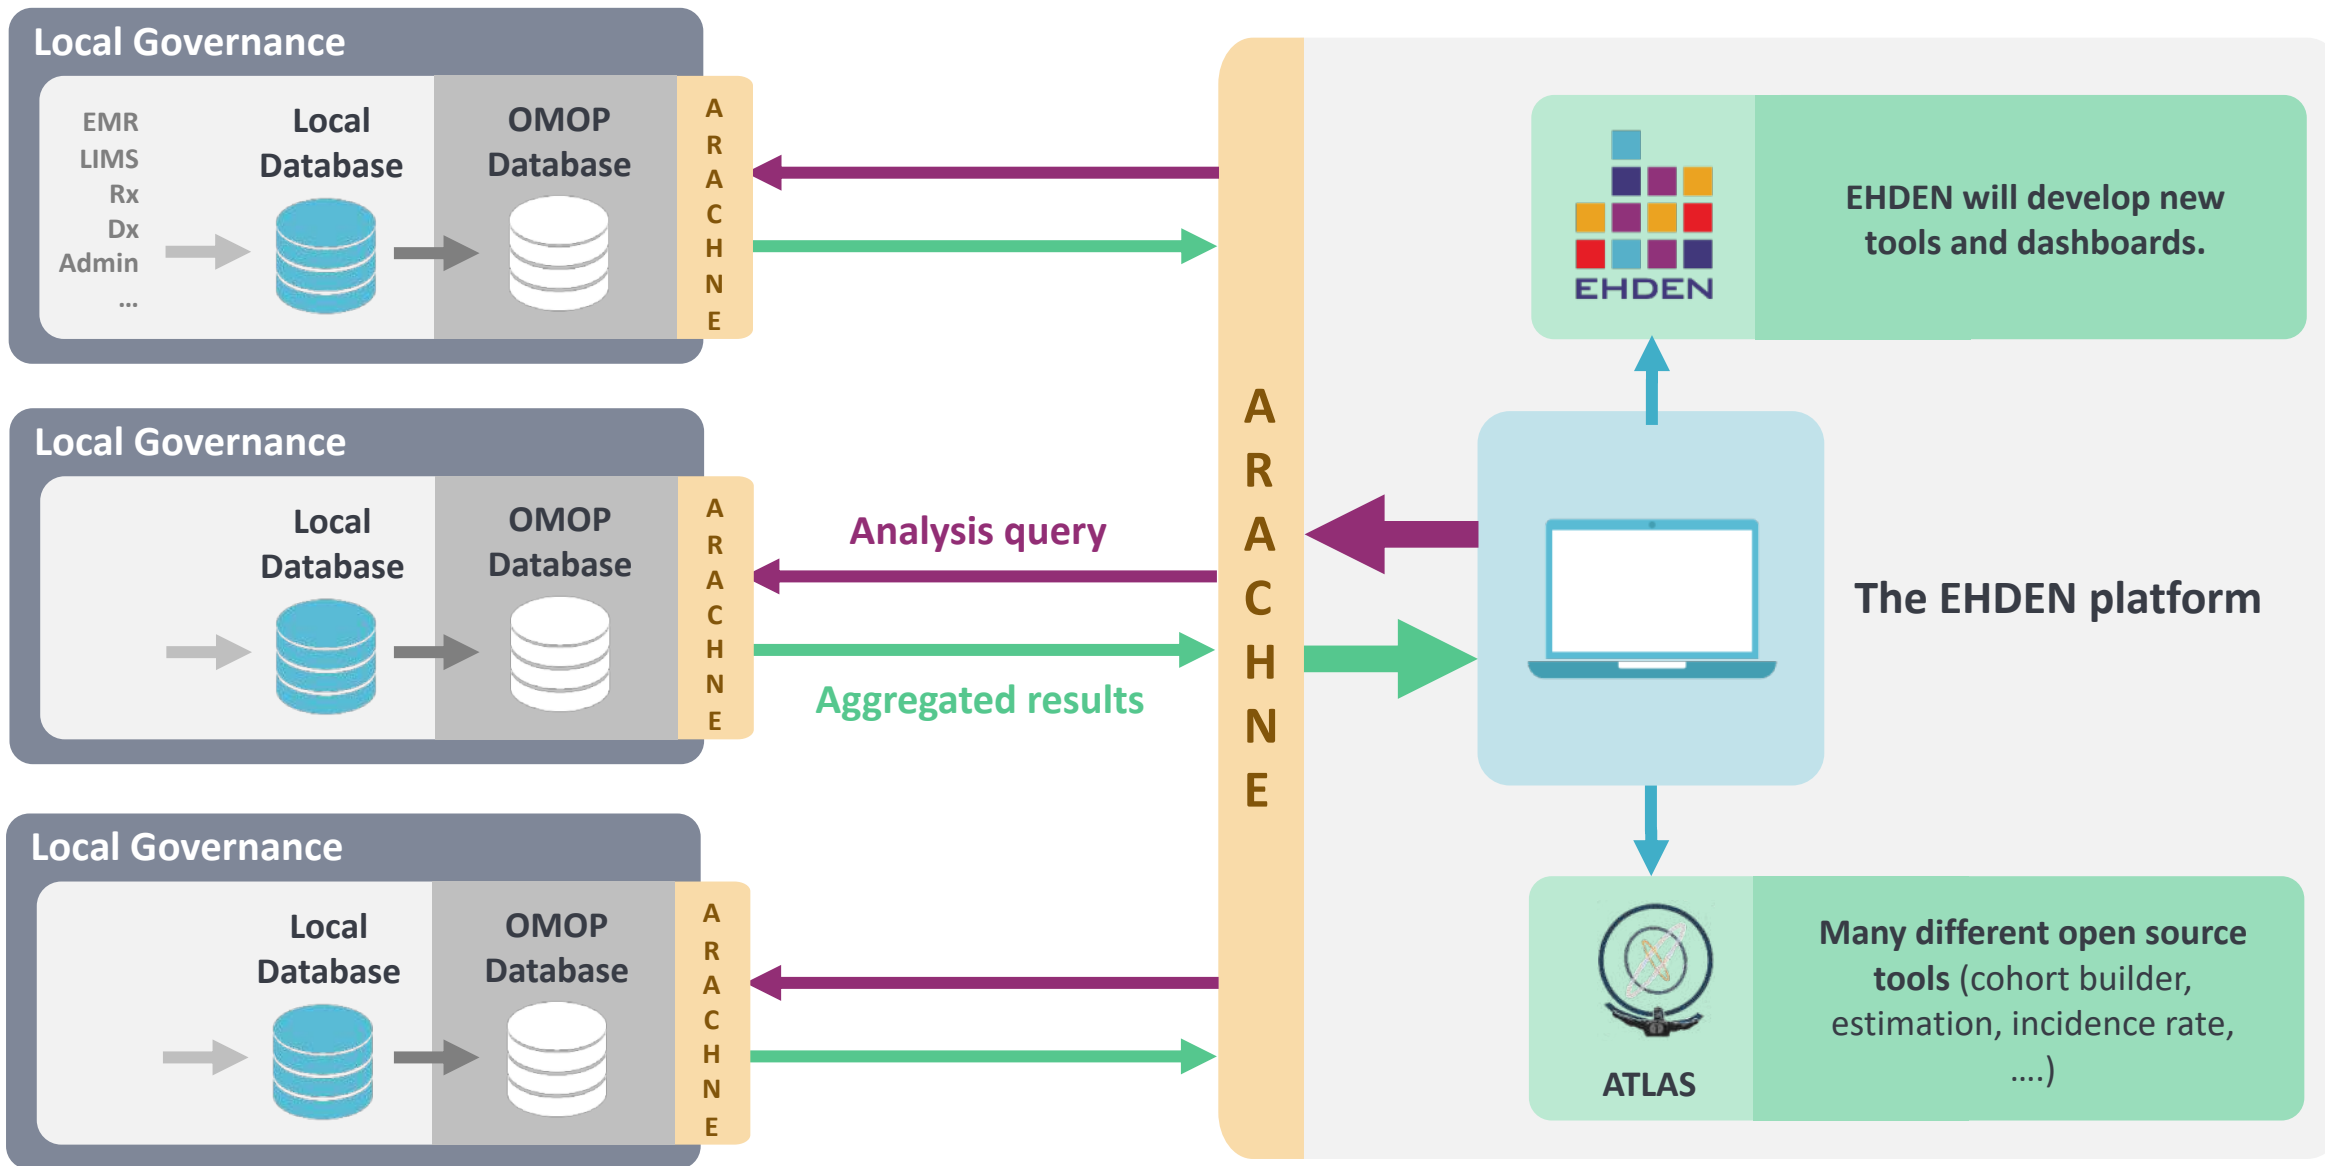 Local Governance
EMR
LIMS
Rx
Dx
Admin
...
Local
Database
OMOP
Database
A
R
A
C
H
N
E
Local Governance
Local
Database
OMOP
Database
A
R
A
C
H
N
E
Analysis query
Aggregated results
Local Governance
Local
Database
OMOP
Database
A
R
A
C
H
N
E
A
R
A
C
H
N
E
EHDEN
EHDEN will develop new
tools and dashboards.
The EHDEN platform
ATLAS
Many different open source
tools (cohort builder,
estimation, incidence rate,
....)